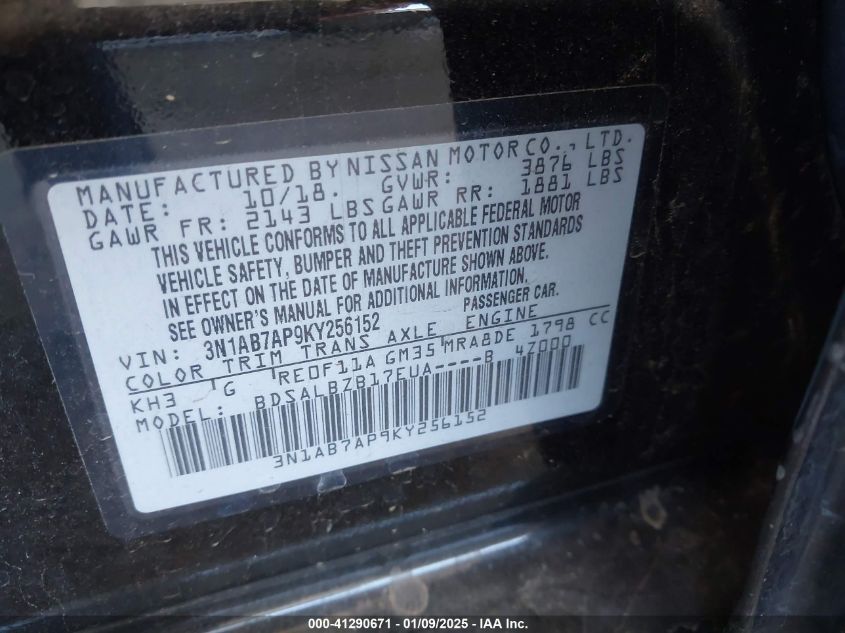 MANUFACTURED BY NISSAN MOTOR CO., LTD.
DATE: 10/18. GVWR: 3876 LBS
GAWR FR: 2143 LBS GAWR RR: 1881 LBS
THIS VEHICLE CONFORMS TO ALL APPLICABLE FEDERAL MOTOR
VEHICLE SAFETY, BUMPER AND THEFT PREVENTION STANDARDS
IN EFFECT ON THE DATE OF MANUFACTURE SHOWN ABOVE.
SEE OWNER'S MANUAL FOR ADDITIONAL INFORMATION.
VIN: 3N1AB7AP9KY256152 PASSENGER CAR.
COLOR TRIM TRANS AXLE ENGINE
KH3 G RE0F11A GM35 MRA8DE 1798 CC
MODEL: BDSALBZB17EUA----B 4Z000
3N1AB7AP9KY256152
000-41290671 - 01/09/2025 - IAA Inc.